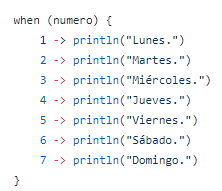 when (numero) {
    1 -> println("Lunes.")
    2 -> println("Martes.")
    3 -> println("Miércoles.")
    4 -> println("Jueves.")
    5 -> println("Viernes.")
    6 -> println("Sábado.")
    7 -> println("Domingo.")
}